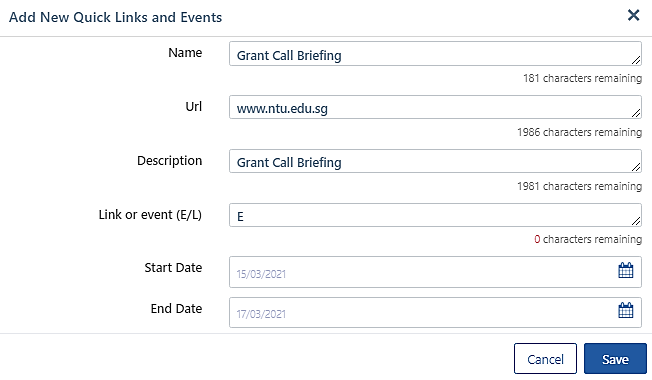 Add New Quick Links and Events
Name
Grant Call Briefing
181 characters remaining
Url
www.ntu.edu.sg
1986 characters remaining
Description
Grant Call Briefing
1981 characters remaining
Link or event (E/L)
E
0 characters remaining
Start Date
15/03/2021
End Date
17/03/2021
Cancel
Save